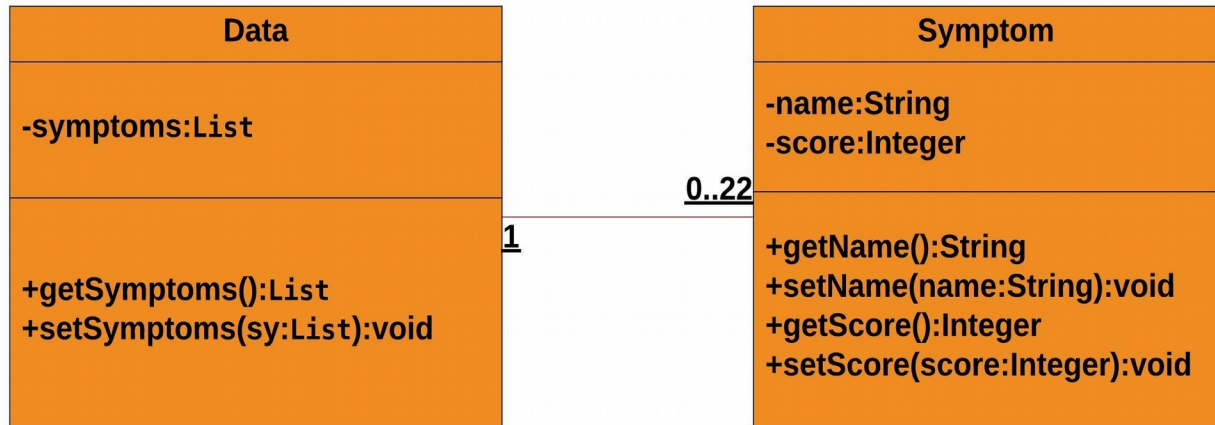 Data
-symptoms:List
+getSymptoms():List
+setSymptoms(sy:List):void
1
0..22
Symptom
-name:String
-score:Integer
+getName():String
+setName(name:String):void
+getScore():Integer
+setScore(score:Integer):void